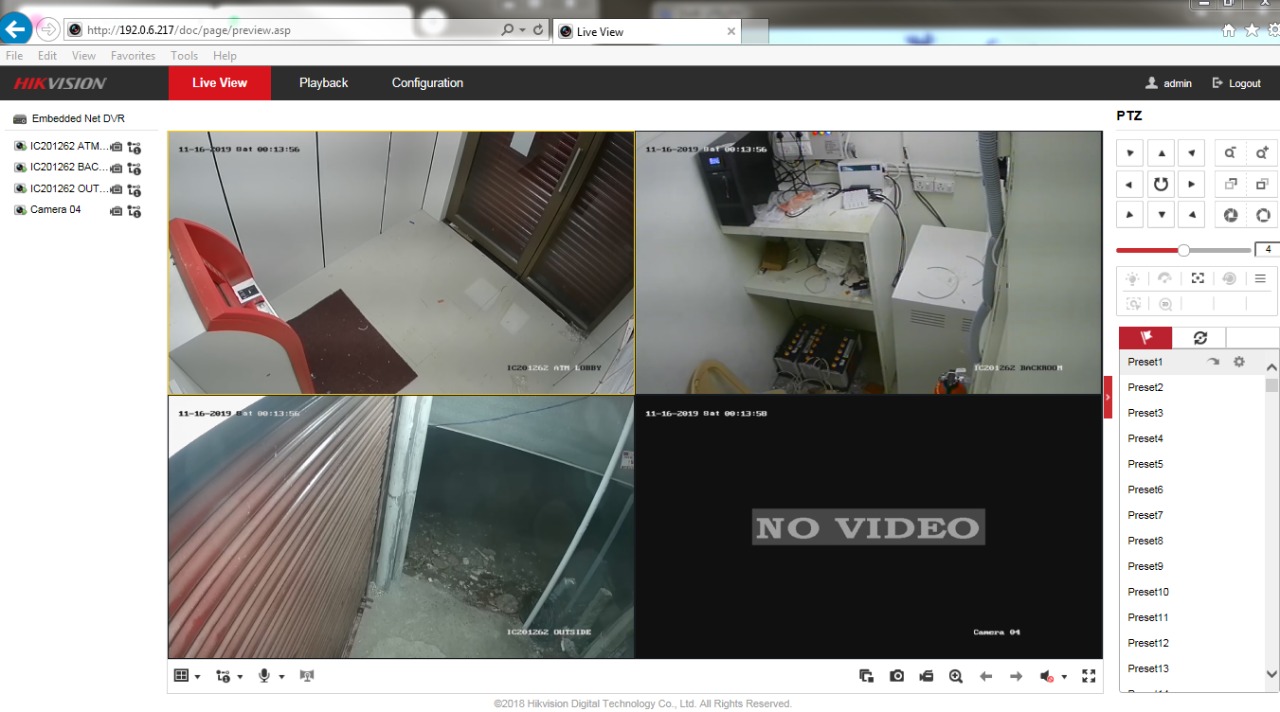 http://192.0.6.217/doc/page/preview.asp
Live View
File Edit View Favorites Tools Help
HIKVISION Live View Playback Configuration admin Logout
Embedded Net DVR
IC201262 ATM...
IC201262 BAC...
IC201262 OUT...
Camera 04
11-16-2019 Sat 00:13:56
IC201262 ATM LOBBY
11-16-2019 Sat 00:13:56
IC201262 BACKROOM
11-16-2019 Sat 00:13:56
IC201262 OUTSIDE
11-16-2019 Sat 00:13:58
NO VIDEO
Camera 04
PTZ
4
Preset1
Preset2
Preset3
Preset4
Preset5
Preset6
Preset7
Preset8
Preset9
Preset10
Preset11
Preset12
Preset13
©2018 Hikvision Digital Technology Co., Ltd. All Rights Reserved.